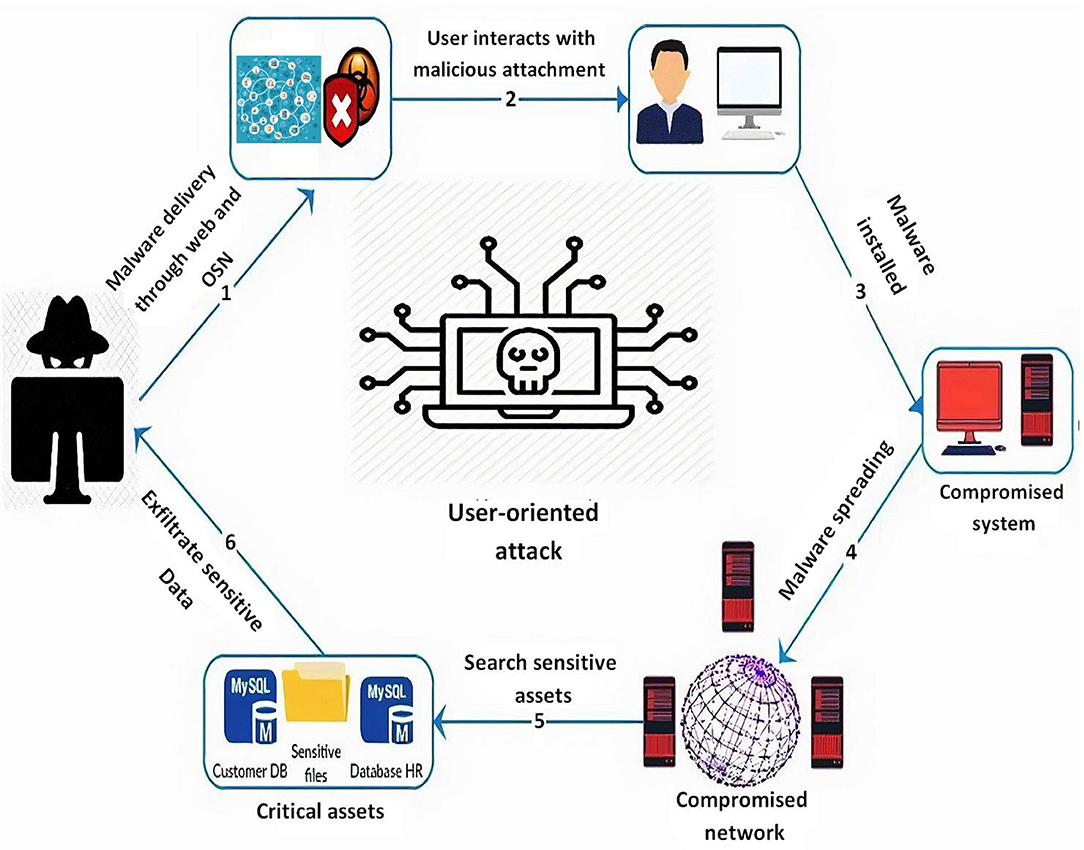 User interacts with
malicious attachment
2
Malware delivery
through web and
OSN
1
Malware
installed
3
Compromised
system
User-oriented
attack
Malware spreading
4
Exfiltrate sensitive
Data
6
Search sensitive
assets
5
MySQL
Customer DB
Sensitive
files
MySQL
Database HR
Critical assets
Compromised
network